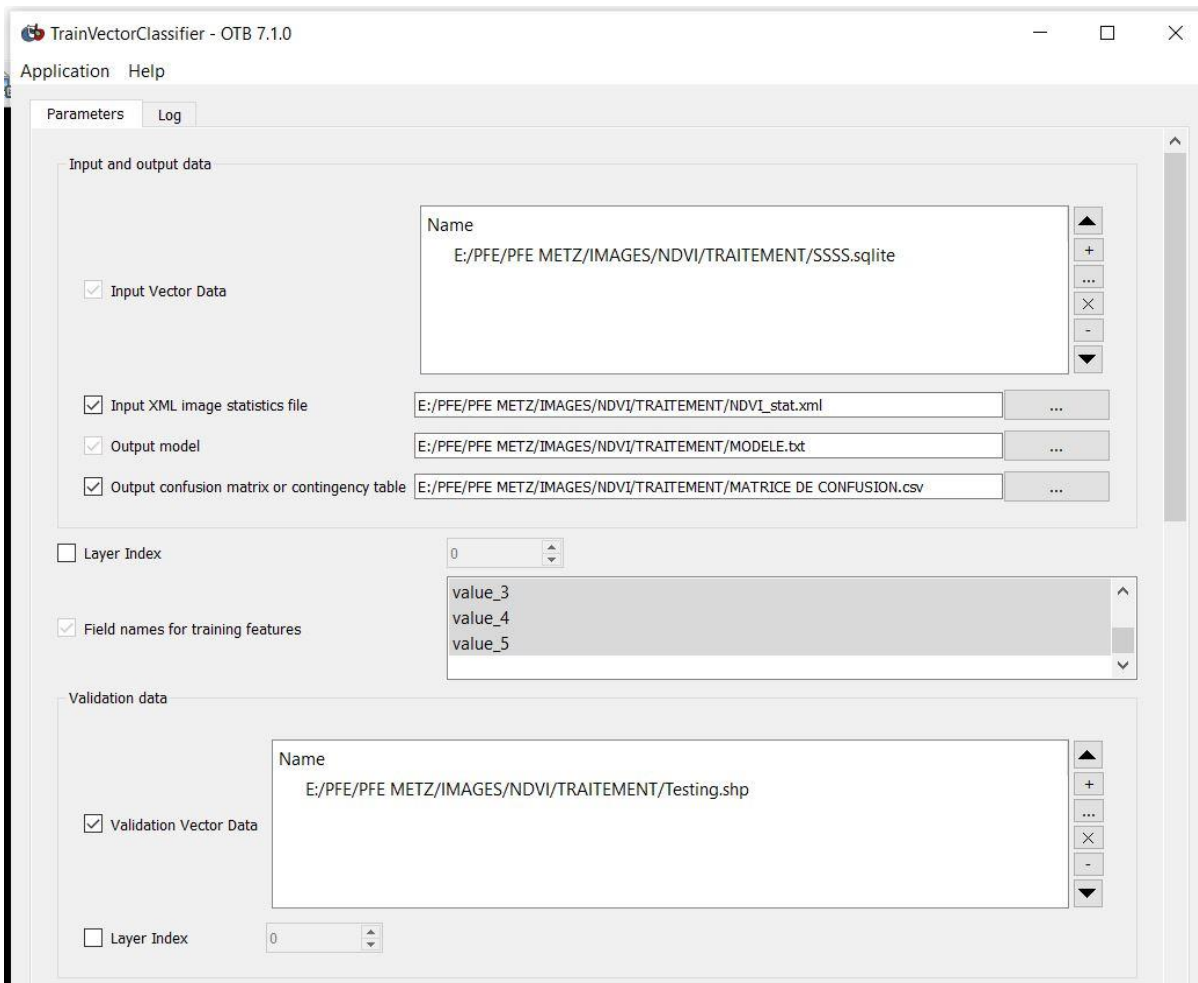 TrainVectorClassifier - OTB 7.1.0
Application Help
Parameters Log
Input and output data
Name
E:/PFE/PFE METZ/IMAGES/NDVI/TRAITEMENT/SSSS.sqlite
+
...
Input Vector Data
-
Input XML image statistics file E:/PFE/PFE METZ/IMAGES/NDVI/TRAITEMENT/NDVI_stat.xml ...
Output model E:/PFE/PFE METZ/IMAGES/NDVI/TRAITEMENT/MODELE.txt ...
Output confusion matrix or contingency table E:/PFE/PFE METZ/IMAGES/NDVI/TRAITEMENT/MATRICE DE CONFUSION.csv ...
Layer Index 0
value_3
value_4
Field names for training features
value_5
Validation data
Name
E:/PFE/PFE METZ/IMAGES/NDVI/TRAITEMENT/Testing.shp
+
...
Validation Vector Data
-
Layer Index 0